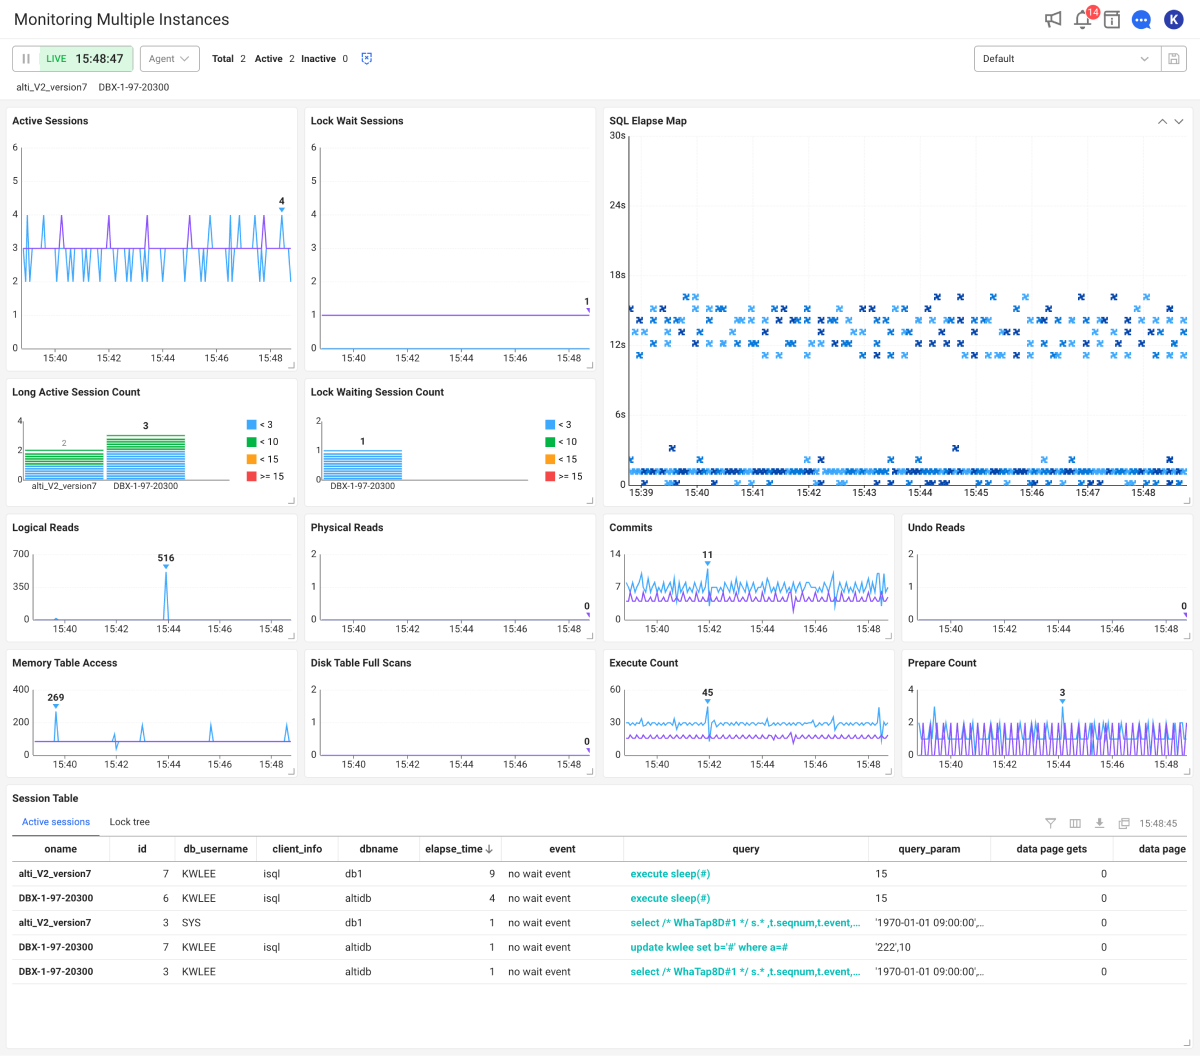 Monitoring Multiple Instances
14
K
LIVE 15:48:47 Agent Total 2 Active 2 Inactive 0 Default
alti_V2_version7 DBX-1-97-20300
Active Sessions
6
5
4
3
2
1
0
4
15:40 15:42 15:44 15:46 15:48
Lock Wait Sessions
6
5
4
3
2
1
0
1
15:40 15:42 15:44 15:46 15:48
SQL Elapse Map
30s
24s
18s
12s
6s
0
15:39 15:40 15:41 15:42 15:43 15:44 15:45 15:46 15:47 15:48
Long Active Session Count
4
2
0
2
3
alti_V2_version7 DBX-1-97-20300
< 3
< 10
< 15
>= 15
Lock Waiting Session Count
2
1
0
1
DBX-1-97-20300
< 3
< 10
< 15
>= 15
Logical Reads
700
350
0
516
15:40 15:42 15:44 15:46 15:48
Physical Reads
2
1
0
0
15:40 15:42 15:44 15:46 15:48
Commits
14
7
0
11
15:40 15:42 15:44 15:46 15:48
Undo Reads
2
1
0
0
15:40 15:42 15:44 15:46 15:48
Memory Table Access
400
200
0
269
15:40 15:42 15:44 15:46 15:48
Disk Table Full Scans
2
1
0
0
15:40 15:42 15:44 15:46 15:48
Execute Count
60
30
0
45
15:40 15:42 15:44 15:46 15:48
Prepare Count
4
2
0
3
15:40 15:42 15:44 15:46 15:48
Session Table
Active sessions Lock tree 15:48:45
oname id db_username client_info dbname elapse_time event query query_param data page gets data page
alti_V2_version7 7 KWLEE isql db1 9 no wait event execute sleep(#) 15 0
DBX-1-97-20300 6 KWLEE isql altidb 4 no wait event execute sleep(#) 15 0
alti_V2_version7 3 SYS db1 1 no wait event select /* WhaTap8D#1 */ s.* ,t.seqnum,t.event,... '1970-01-01 09:00:00',.. 0
DBX-1-97-20300 7 KWLEE isql altidb 1 no wait event update kwlee set b='#' where a=# '222',10 0
DBX-1-97-20300 3 KWLEE altidb 1 no wait event select /* WhaTap8D#1 */ s.* ,t.seqnum,t.event,... '1970-01-01 09:00:00',.. 0